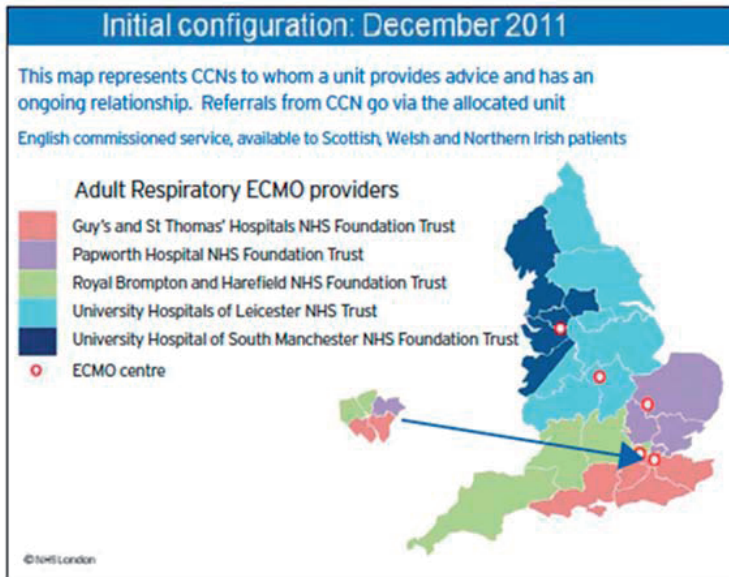 Initial configuration: December 2011
This map represents CCNs to whom a unit provides advice and has an
ongoing relationship. Referrals from CCN go via the allocated unit
English commissioned service, available to Scottish, Welsh and Northern Irish patients
Adult Respiratory ECMO providers
Guy's and St Thomas' Hospitals NHS Foundation Trust
Papworth Hospital NHS Foundation Trust
Royal Brompton and Harefield NHS Foundation Trust
University Hospitals of Leicester NHS Trust
University Hospital of South Manchester NHS Foundation Trust
ECMO centre
©NHS London